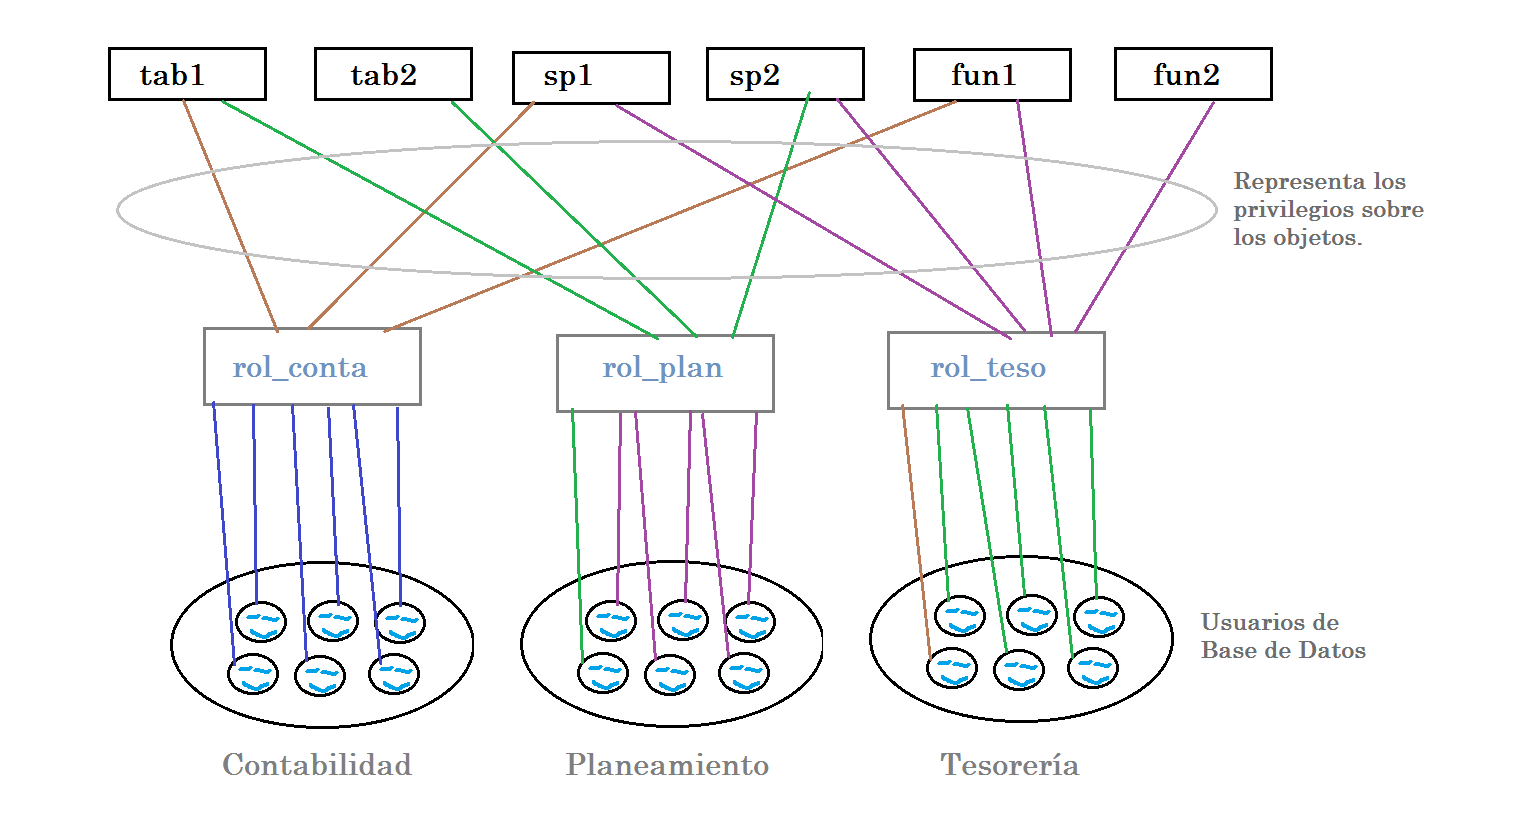 tab1
tab2
sp1
sp2
fun1
fun2
Representa los
privilegios sobre
los objetos.
rol_conta
rol_plan
rol_teso
Usuarios de
Base de Datos
Contabilidad
Planeamiento
Tesorería